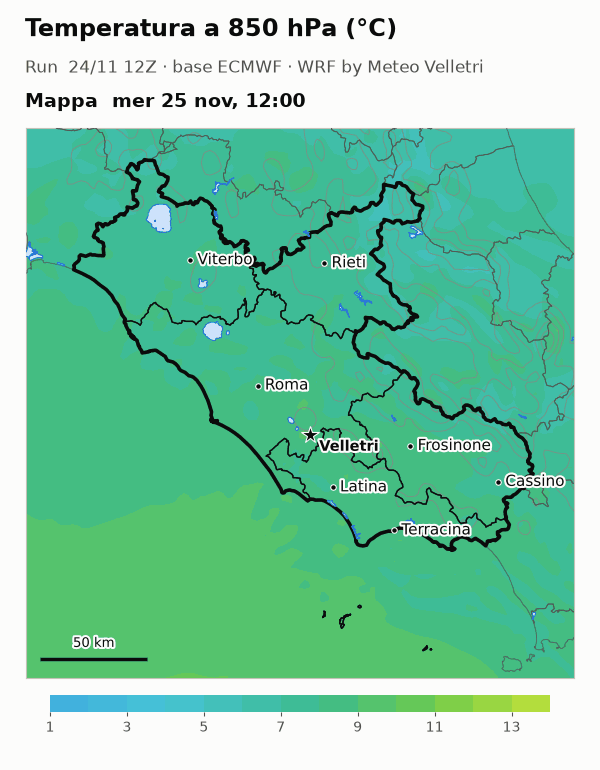 Temperatura a 850 hPa (°C)
Run  24/11 12Z · base ECMWF · WRF by Meteo Velletri
Mappa  mer 25 nov, 12:00
Viterbo
Rieti
Roma
Velletri
Frosinone
Latina
Cassino
Terracina
50 km
1 3 5 7 9 11 13